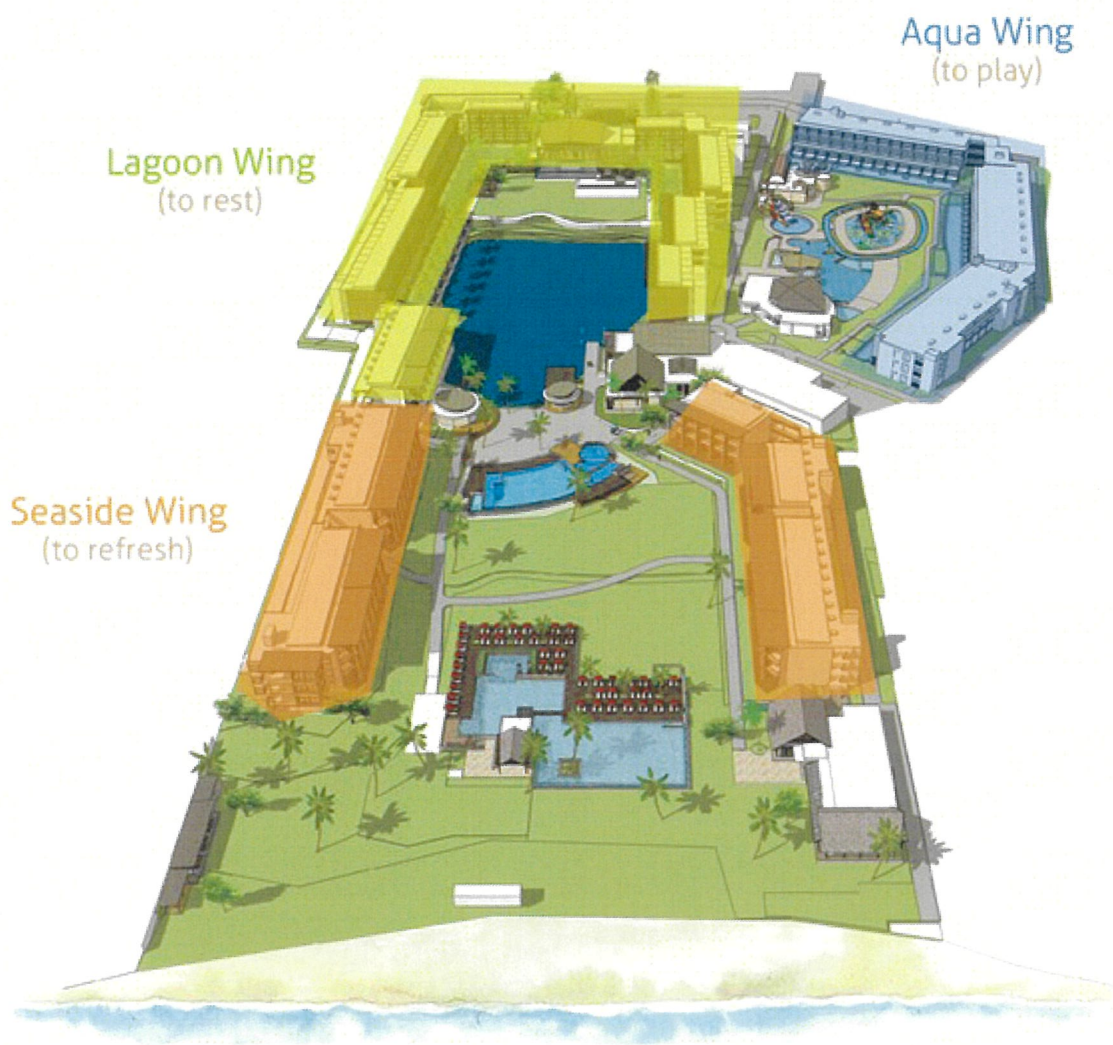 Aqua Wing
(to play)
Lagoon Wing
(to rest)
Seaside Wing
(to refresh)